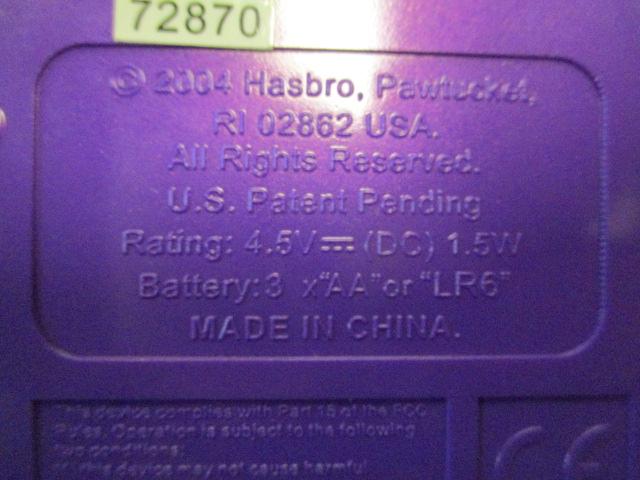 72870
© 2004 Hasbro, Pawtucket,
RI 02862 USA.
All Rights Reserved.
U.S. Patent Pending
Rating: 4.5V⎓(DC) 1.5W
Battery:3 x“AA”or “LR6”
MADE IN CHINA.
This device complies with Part 15 of the FCC
Rules. Operation is subject to the following
two conditions:
this device may not cause harmful
CE